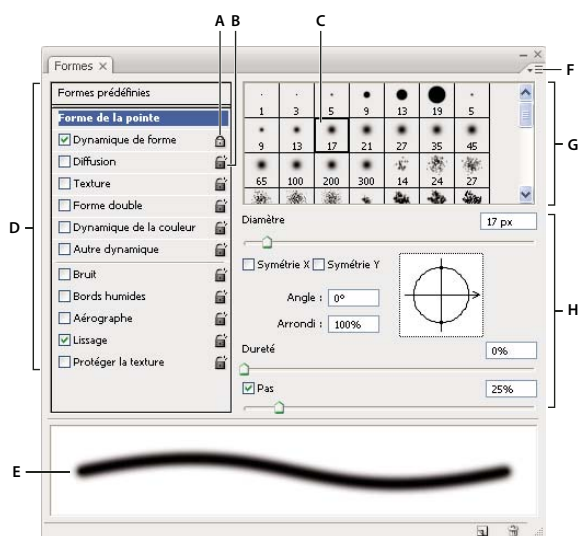 A B C
Formes ×
F
Formes prédéfinies
Forme de la pointe
Dynamique de forme
Diffusion
Texture
Forme double
Dynamique de la couleur
Autre dynamique
Bruit
Bords humides
Aérographe
Lissage
Protéger la texture
D
1 3 5 9 13 19 5
9 13 17 21 27 35 45
65 100 200 300 14 24 27
G
Diamètre 17 px
Symétrie X Symétrie Y
Angle : 0°
Arrondi : 100%
H
Dureté 0%
Pas 25%
E